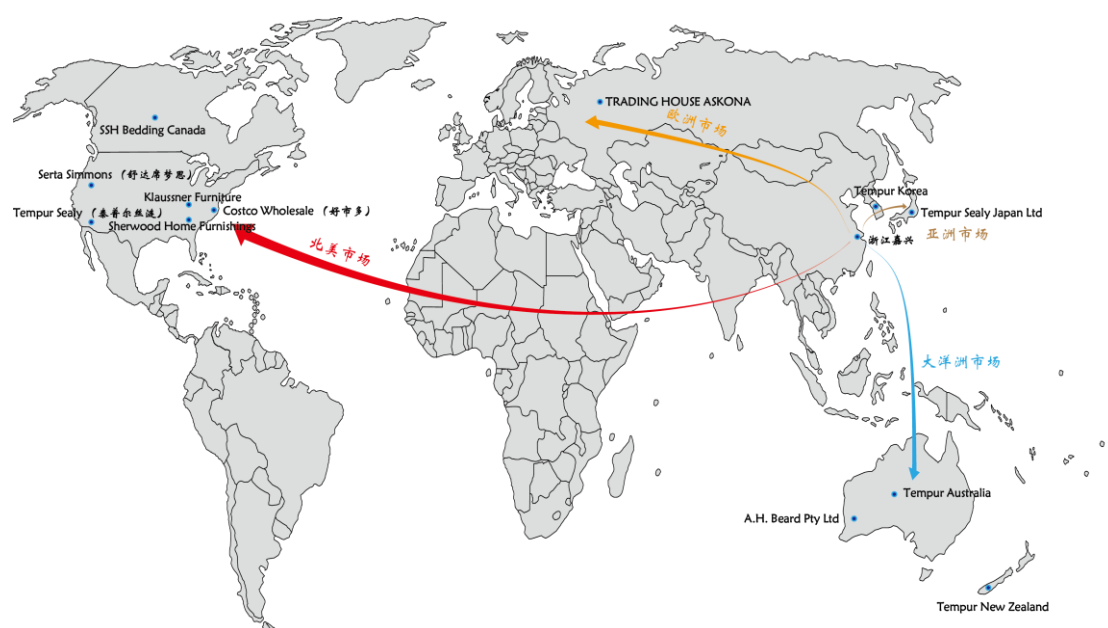 TRADING HOUSE ASKONA
欧洲市场
SSH Bedding Canada
Serta Simmons （舒达席梦思）
Klaussner Furniture
Tempur Sealy （泰普尔丝涟）
Costco Wholesale （好市多）
Sherwood Home Furnishings
北美市场
Tempur Korea
Tempur Sealy Japan Ltd
亚洲市场
浙江嘉兴
大洋洲市场
Tempur Australia
A.H. Beard Pty Ltd
Tempur New Zealand